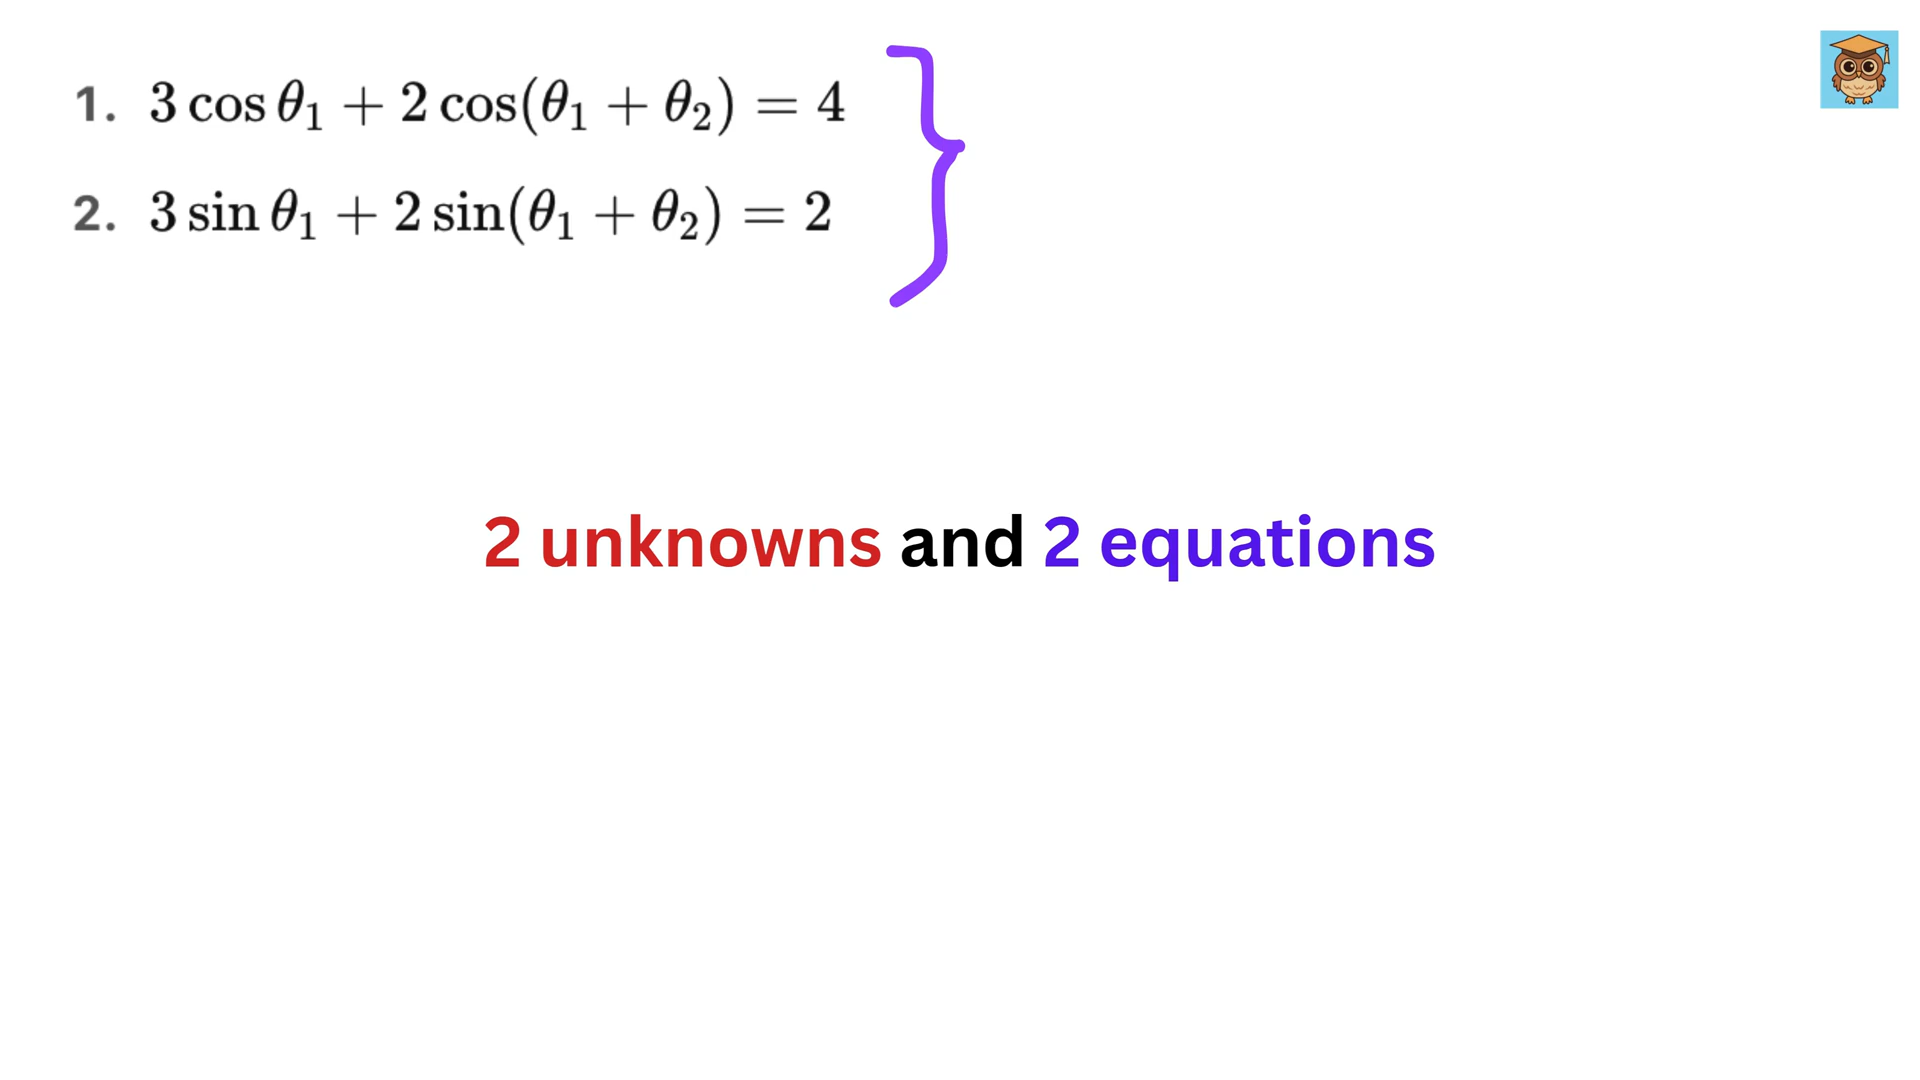 1. 3 cos θ₁ + 2 cos(θ₁ + θ₂) = 4
2. 3 sin θ₁ + 2 sin(θ₁ + θ₂) = 2
2 unknowns and 2 equations